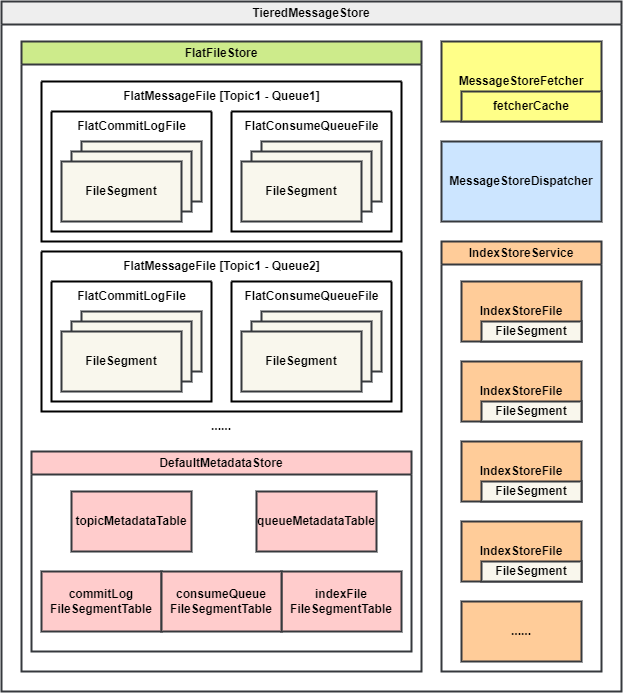 TieredMessageStore
FlatFileStore
FlatMessageFile [Topic1 - Queue1]
FlatCommitLogFile
FileSegment
FlatConsumeQueueFile
FileSegment
FlatMessageFile [Topic1 - Queue2]
FlatCommitLogFile
FileSegment
FlatConsumeQueueFile
FileSegment
......
DefaultMetadataStore
topicMetadataTable
queueMetadataTable
commitLog
FileSegmentTable
consumeQueue
FileSegmentTable
indexFile
FileSegmentTable
MessageStoreFetcher
fetcherCache
MessageStoreDispatcher
IndexStoreService
IndexStoreFile
FileSegment
IndexStoreFile
FileSegment
IndexStoreFile
FileSegment
IndexStoreFile
FileSegment
......